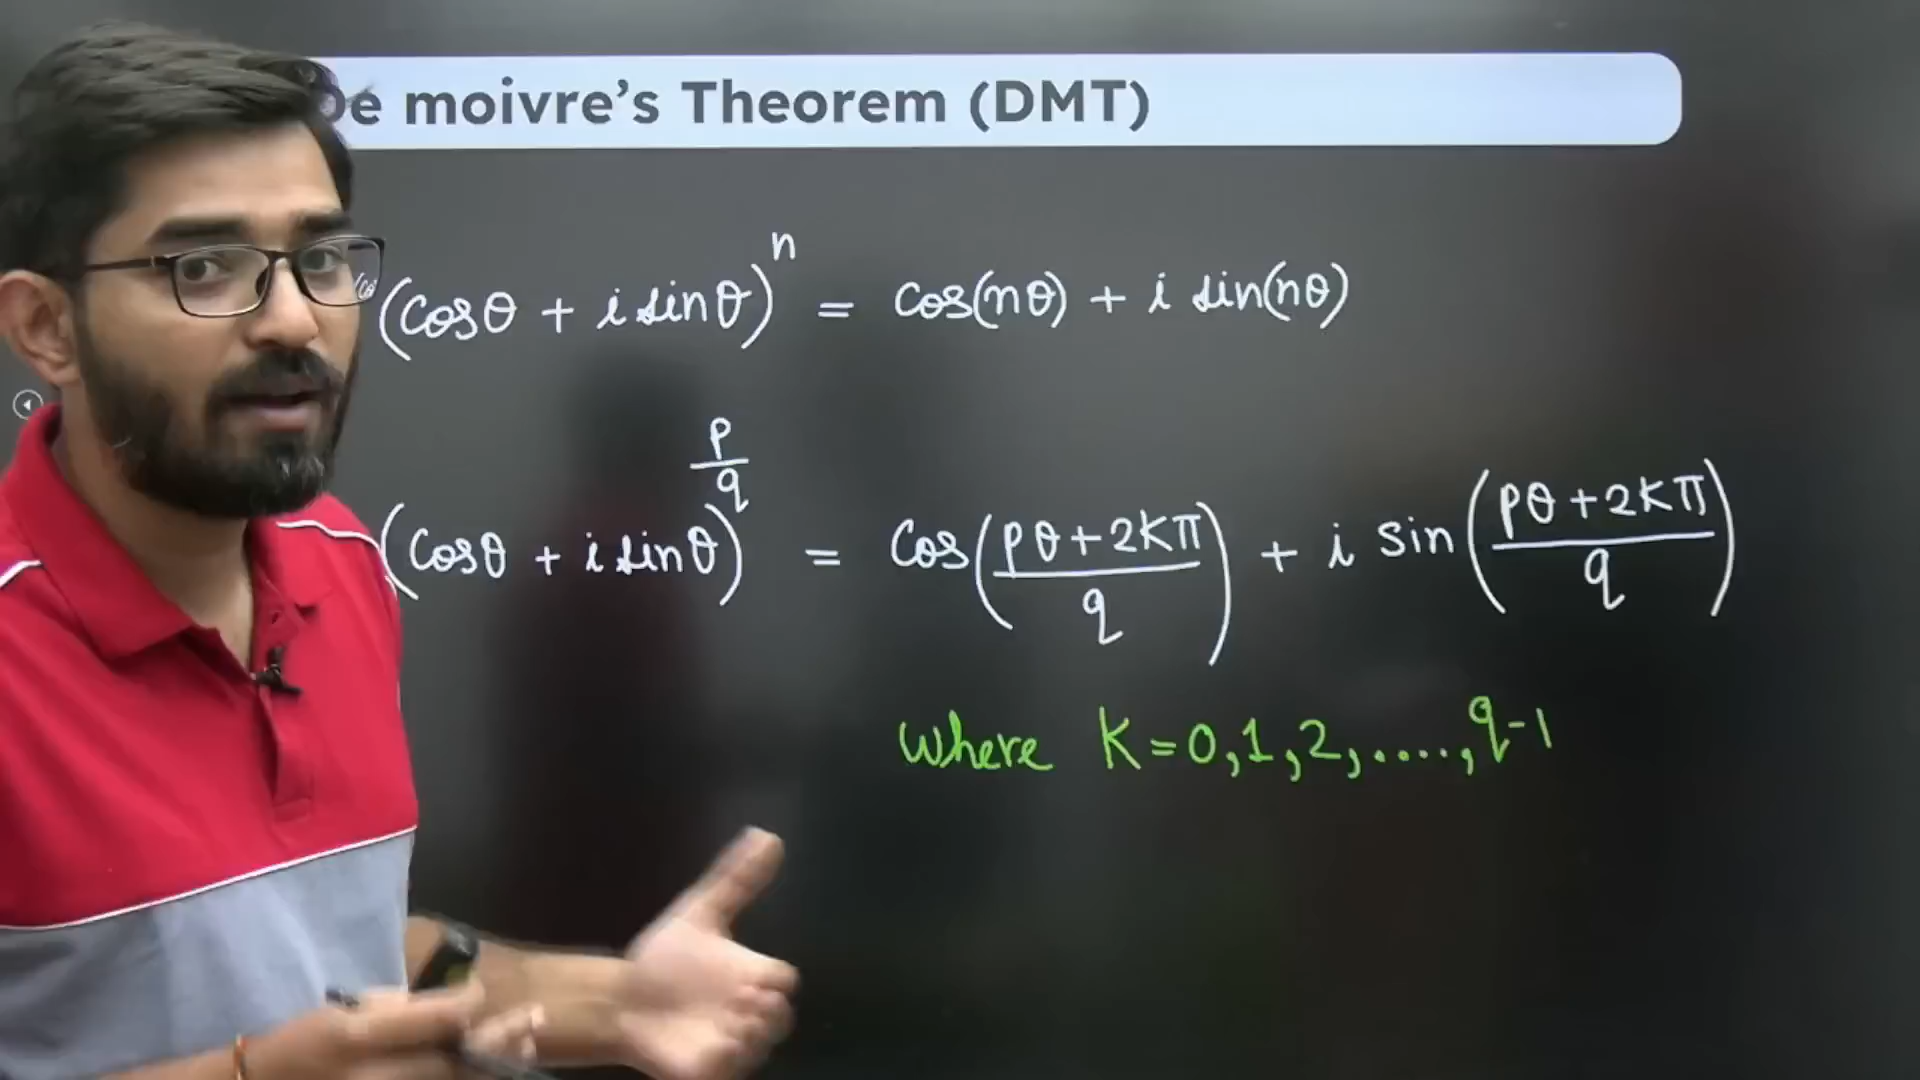 De moivre's Theorem (DMT)
(cosθ + i sinθ)^n = cos(nθ) + i sin(nθ)
(cosθ + i sinθ)^(p/q) = cos((pθ+2kπ)/q) + i sin((pθ+2kπ)/q)
where k=0,1,2,....,q-1